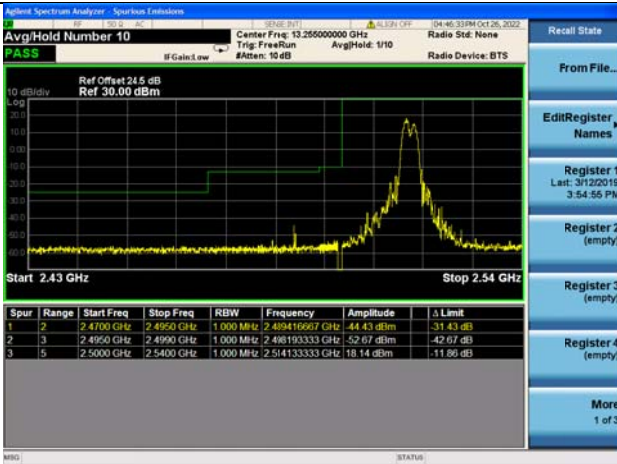 Agilent Spectrum Analyzer - Spurious Emissions
RF 50 Ω AC SENSE:INT ALIGN OFF 04:46:33 PM Oct 26, 2022
Avg/Hold Number 10 Center Freq: 13.255000000 GHz Radio Std: None
Trig: FreeRun Avg|Hold: 1/10
PASS IFGain:Low #Atten: 10 dB Radio Device: BTS
Ref Offset 24.5 dB
10 dB/div Ref 30.00 dBm
Log
20.0
10.0
0.00
Start 2.43 GHz Stop 2.54 GHz
Spur Range Start Freq Stop Freq RBW Frequency Amplitude Δ Limit
1 2 2.4700 GHz 2.4950 GHz 1.000 MHz 2.489416667 GHz -44.43 dBm -31.43 dB
2 3 2.4950 GHz 2.4990 GHz 1.000 MHz 2.498193333 GHz -52.67 dBm -42.67 dB
3 5 2.5000 GHz 2.5400 GHz 1.000 MHz 2.514133333 GHz 18.14 dBm -11.86 dB
MSG STATUS
Recall State
From File...
Edit Register
Names
Register 1
Last: 3/12/2019
3:54:55 PM
Register 2
(empty)
Register 3
(empty)
Register 4
(empty)
More
1 of 3